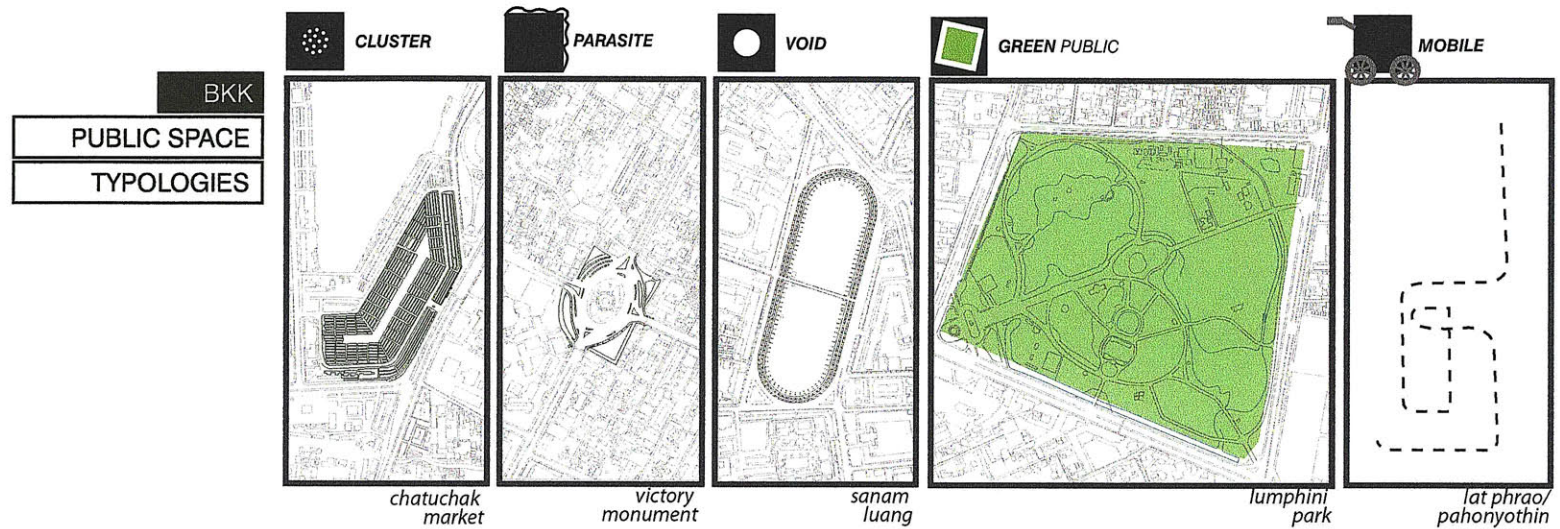 BKK
PUBLIC SPACE
TYPOLOGIES
CLUSTER
chatuchak
market
PARASITE
victory
monument
VOID
sanam
luang
GREEN PUBLIC
lumphini
park
MOBILE
lat phrao/
pahonyothin